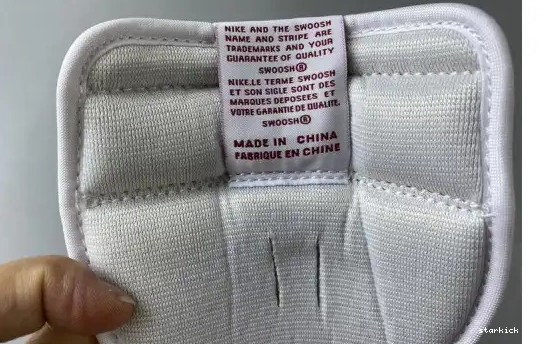 NIKE AND THE SWOOSH
NAME AND STRIPE ARE
TRADEMARKS AND YOUR
GUARANTEE OF QUALITY
SWOOSH®
NIKE,LE TERME SWOOSH
ET SON SIGLE SONT DES
MARQUES DEPOSEES ET
VOTRE GARANTIE DE QUALITE.
SWOOSH®
MADE IN CHINA
FABRIQUE EN CHINE
starkick